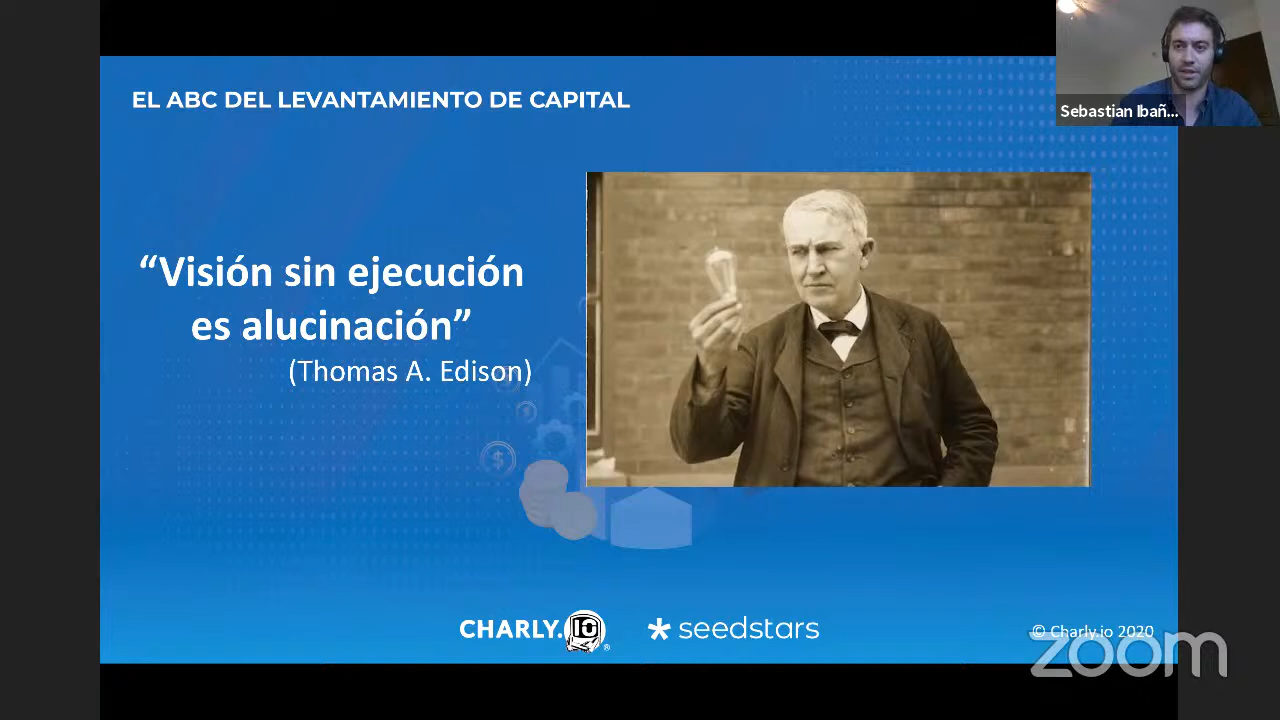 EL ABC DEL LEVANTAMIENTO DE CAPITAL
Sebastian Ibañ...
“Visión sin ejecución
es alucinación”
(Thomas A. Edison)
CHARLY.IO®
seedstars
© Charly.io 2020
zoom